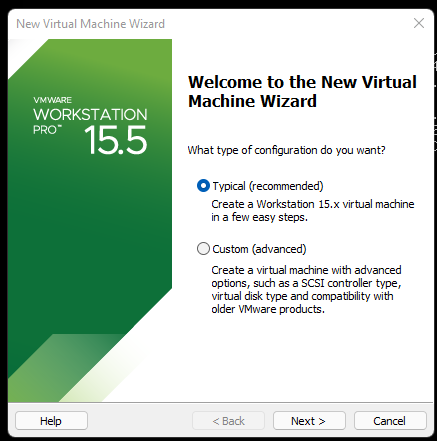 New Virtual Machine Wizard
VMWARE
WORKSTATION
PRO™
15.5
Welcome to the New Virtual
Machine Wizard
What type of configuration do you want?
Typical (recommended)
Create a Workstation 15.x virtual machine
in a few easy steps.
Custom (advanced)
Create a virtual machine with advanced
options, such as a SCSI controller type,
virtual disk type and compatibility with
older VMware products.
Help
< Back
Next >
Cancel